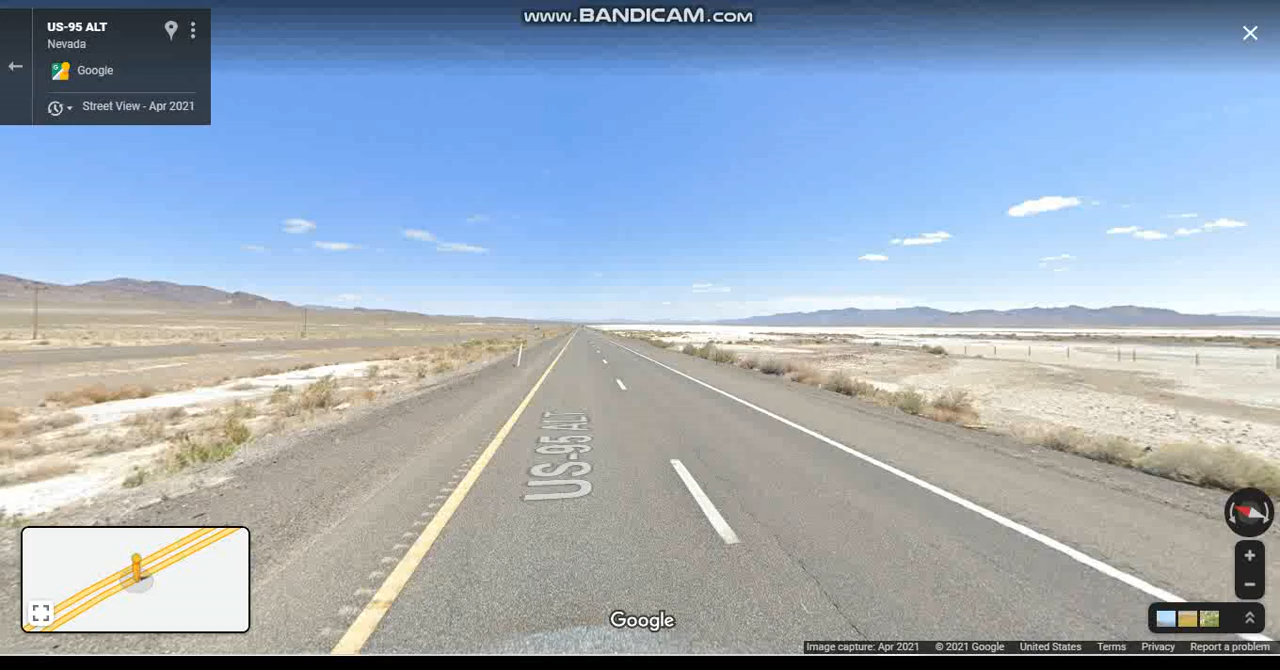 www.BANDICAM.com
US-95 ALT
Nevada
Google
Street View - Apr 2021
US-95 ALT
Google
Image capture: Apr 2021 © 2021 Google United States Terms Privacy Report a problem